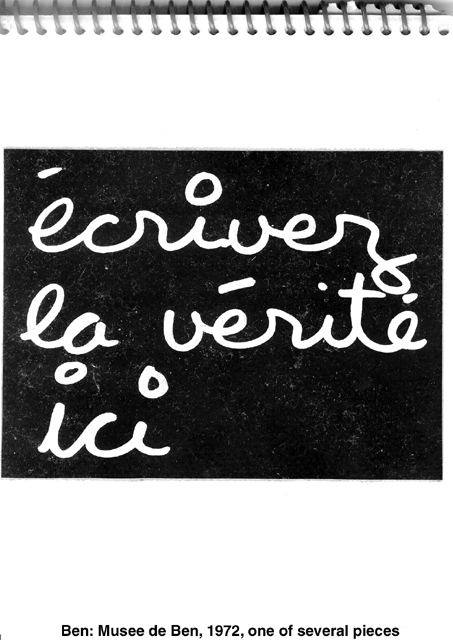 écrivez
la vérité
ici
Ben: Musee de Ben, 1972, one of several pieces